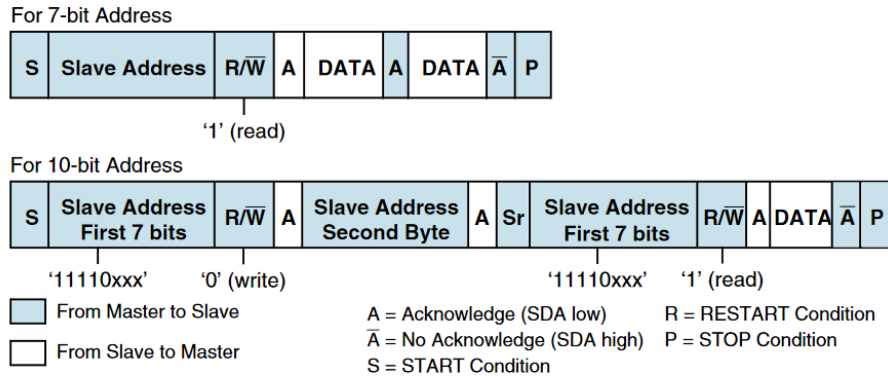 For 7-bit Address
S Slave Address R/W̅ A DATA A DATA A̅ P
‘1’ (read)
For 10-bit Address
S Slave Address First 7 bits R/W̅ A Slave Address Second Byte A Sr Slave Address First 7 bits R/W̅ A DATA A̅ P
‘11110xxx’ ‘0’ (write) ‘11110xxx’ ‘1’ (read)
From Master to Slave
From Slave to Master
A = Acknowledge (SDA low)
A̅ = No Acknowledge (SDA high)
S = START Condition
R = RESTART Condition
P = STOP Condition